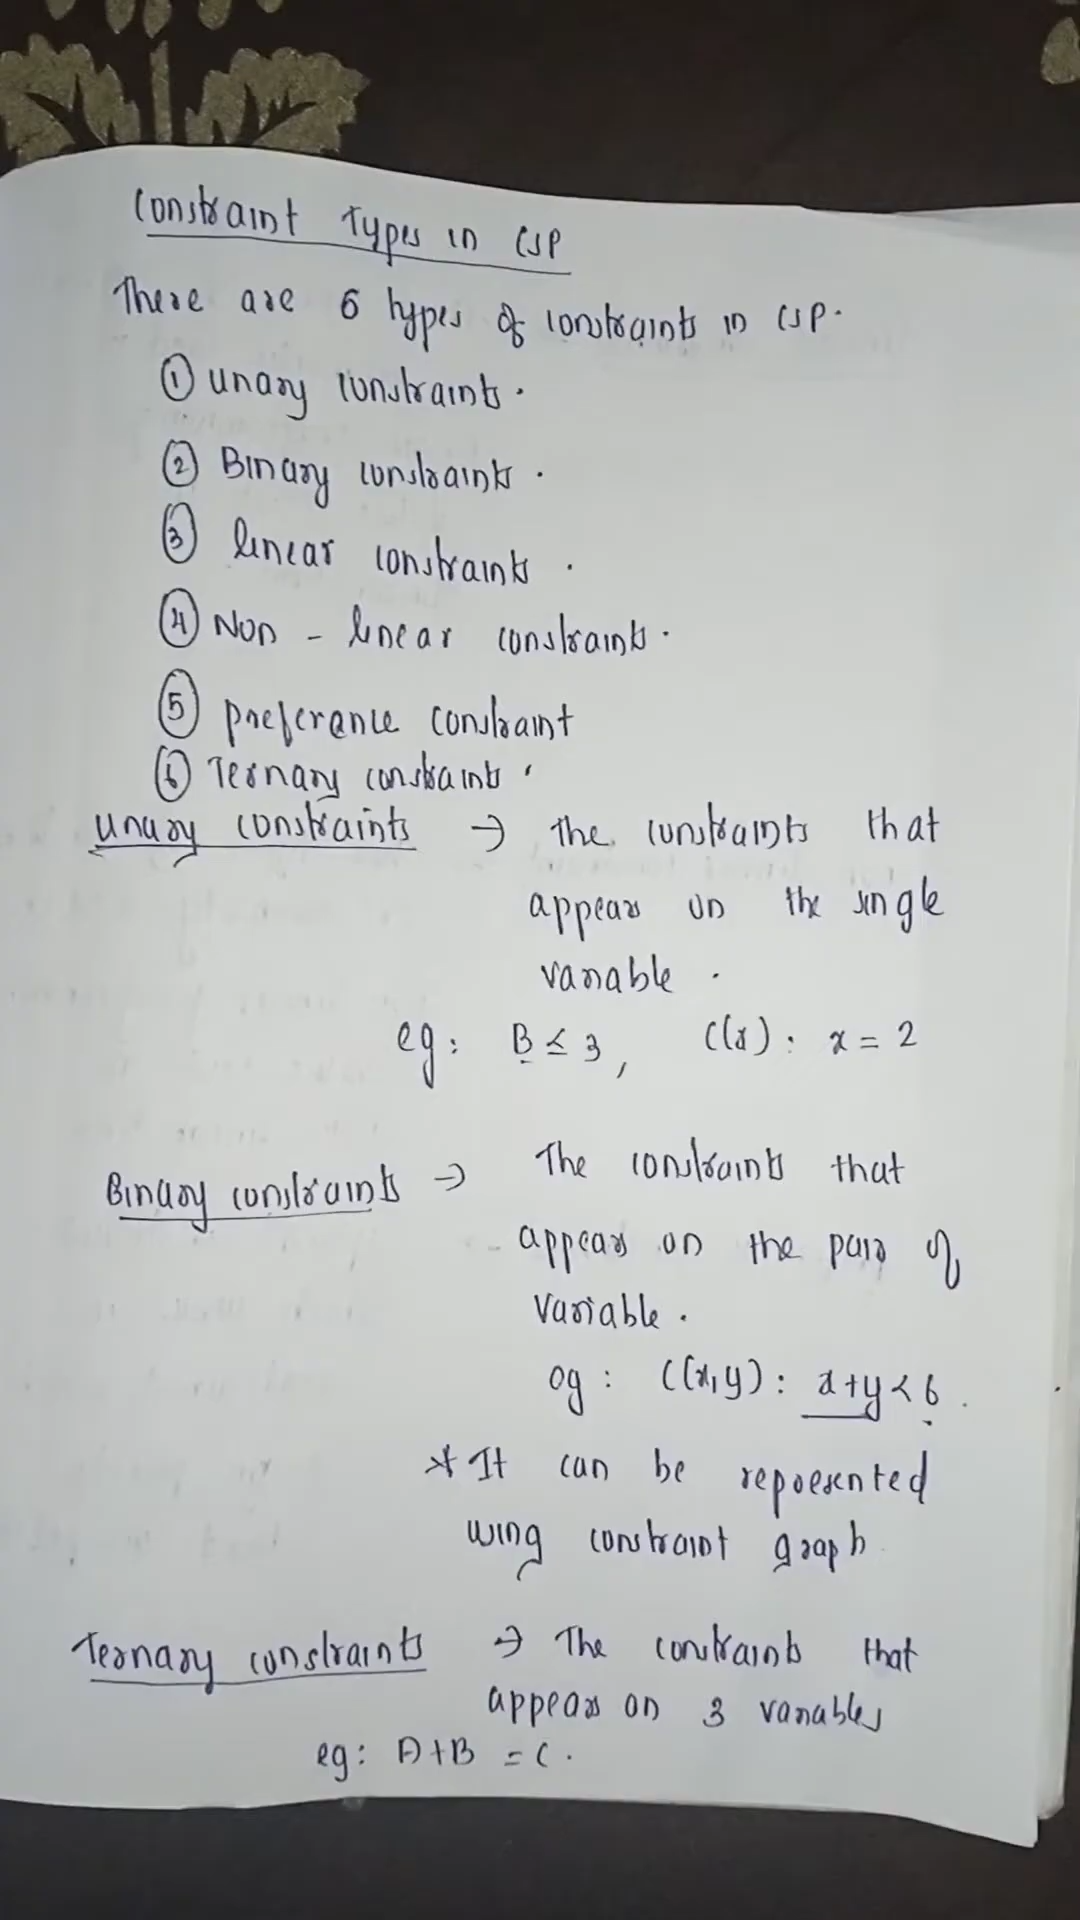 Constraint Types in CSP
There are 6 types of constraints in CSP.
① unary constraints.
② Binary constraints.
③ linear constraints.
④ Non - linear constraints.
⑤ preferance constraint
⑥ Ternary constraints.
unary constraints → The constraints that
appears on the single
variable.
eg: B ≤ 3, C(x): x = 2
Binary constraints → The constraints that
appears on the pair of
variable.
eg: C(x,y): x+y<6.
* It can be represented
using constraint graph
Ternary constraints → The constraints that
appears on 3 variables
eg: A+B = C.